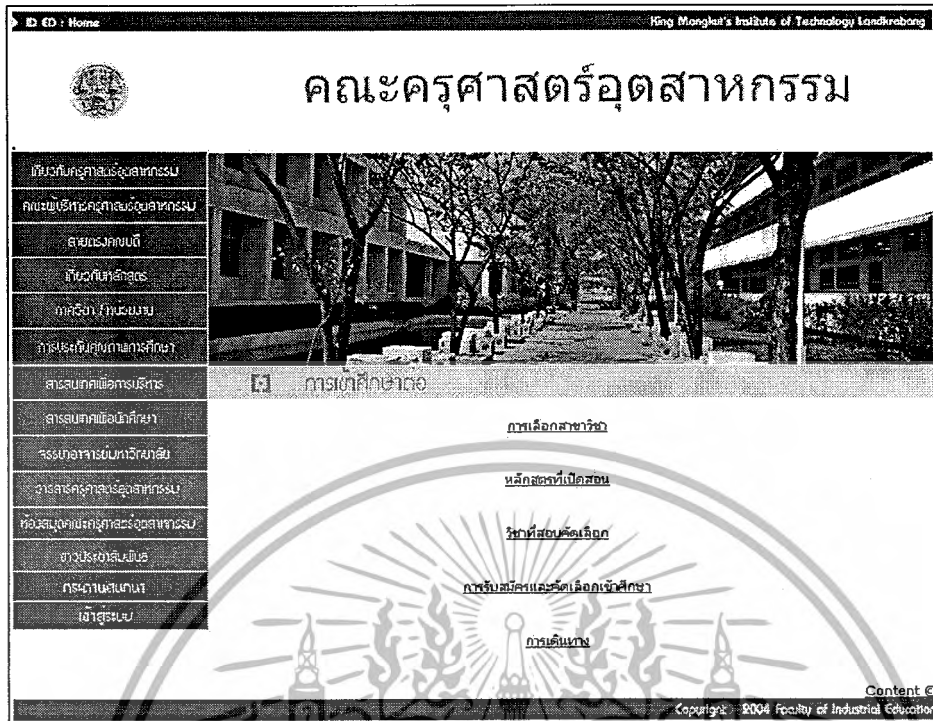 ID ED : Home
King Mongkut's Institute of Technology Landkrabang
คณะครุศาสตร์อุตสาหกรรม
เกี่ยวกับครุศาสตร์อุตสาหกรรม
คณะผู้บริหารครุศาสตร์อุตสาหกรรม
สายตรงคณบดี
เกี่ยวกับหลักสูตร
ภาควิชา / หน่วยงาน
การประกันคุณภาพการศึกษา
สารสนเทศเพื่อการบริหาร
สารสนเทศเพื่อนักศึกษา
จรรยาอาจารย์มหาวิทยาลัย
วารสารครุศาสตร์อุตสาหกรรม
ห้องสมุดคณะครุศาสตร์อุตสาหกรรม
ข่าวประชาสัมพันธ์
กระดานสนทนา
เข้าสู่ระบบ
การเข้าศึกษาต่อ
การเลือกสาขาวิชา
หลักสูตรที่เปิดสอน
วิชาที่สอบคัดเลือก
การรับสมัครและคัดเลือกเข้าศึกษา
การเดินทาง
Content ©
Copyright 2004 Faculty of Industrial Education